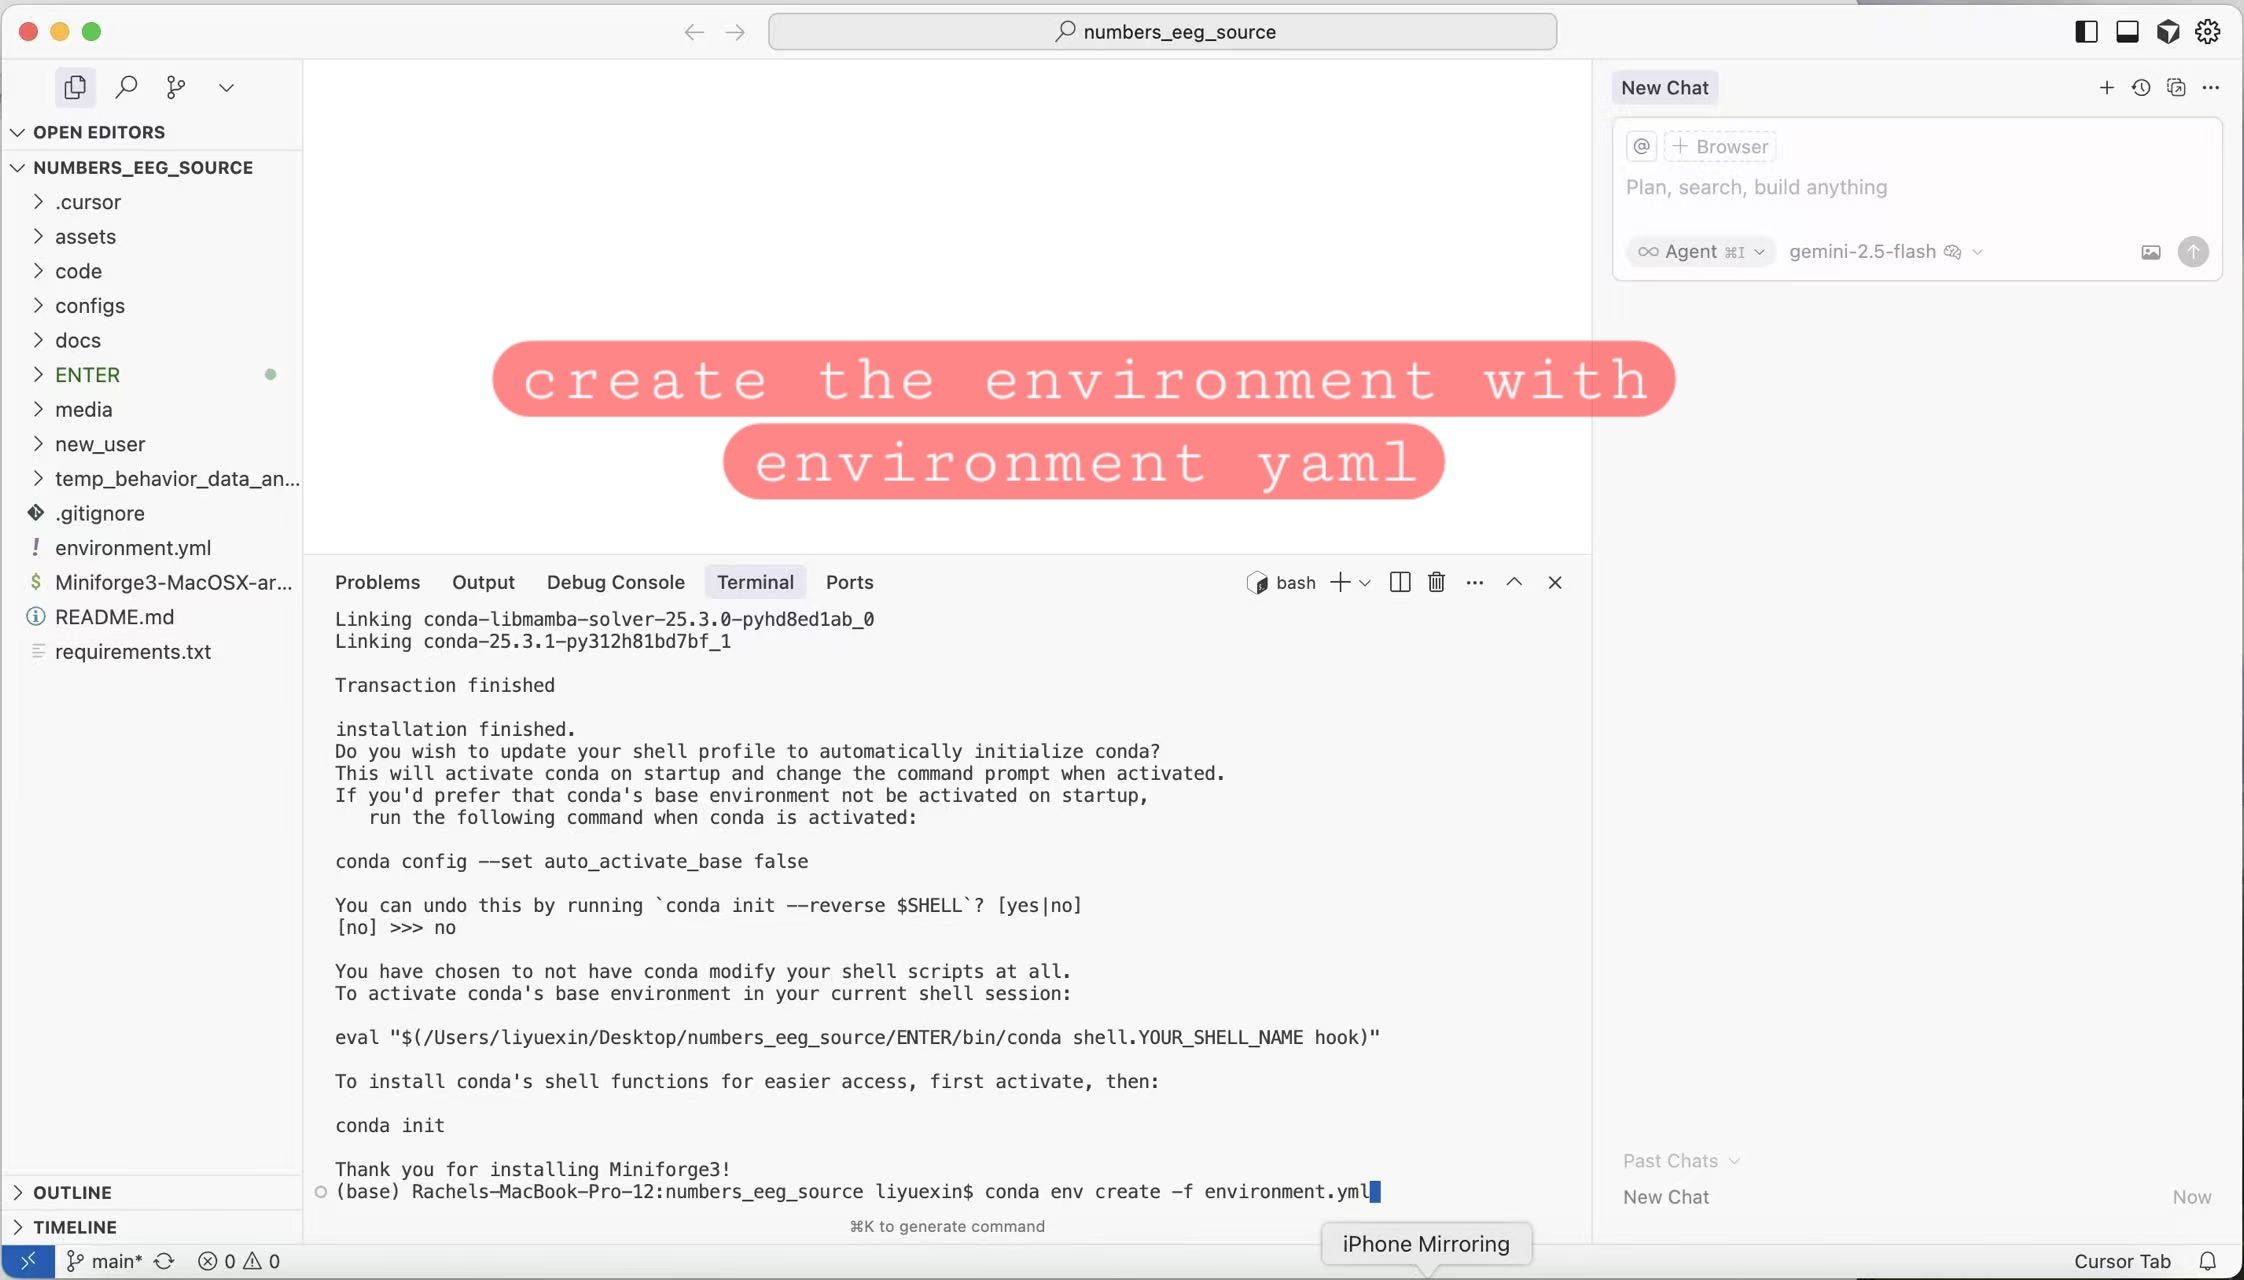 numbers_eeg_source
OPEN EDITORS
NUMBERS_EEG_SOURCE
.cursor
assets
code
configs
docs
ENTER
media
new_user
temp_behavior_data_an...
.gitignore
! environment.yml
$ Miniforge3-MacOSX-ar...
README.md
requirements.txt
OUTLINE
TIMELINE
create the environment with
environment yaml
Problems Output Debug Console Terminal Ports bash
Linking conda-libmamba-solver-25.3.0-pyhd8ed1ab_0
Linking conda-25.3.1-py312h81bd7bf_1
Transaction finished
installation finished.
Do you wish to update your shell profile to automatically initialize conda?
This will activate conda on startup and change the command prompt when activated.
If you'd prefer that conda's base environment not be activated on startup,
run the following command when conda is activated:
conda config --set auto_activate_base false
You can undo this by running `conda init --reverse $SHELL`? [yes|no]
[no] >>> no
You have chosen to not have conda modify your shell scripts at all.
To activate conda's base environment in your current shell session:
eval "$(/Users/liyuexin/Desktop/numbers_eeg_source/ENTER/bin/conda shell.YOUR_SHELL_NAME hook)"
To install conda's shell functions for easier access, first activate, then:
conda init
Thank you for installing Miniforge3!
(base) Rachels-MacBook-Pro-12:numbers_eeg_source liyuexin$ conda env create -f environment.yml
⌘K to generate command
New Chat
@ + Browser
Plan, search, build anything
∞ Agent ⌘I gemini-2.5-flash
Past Chats
New Chat Now
iPhone Mirroring
main* 0 0 Cursor Tab